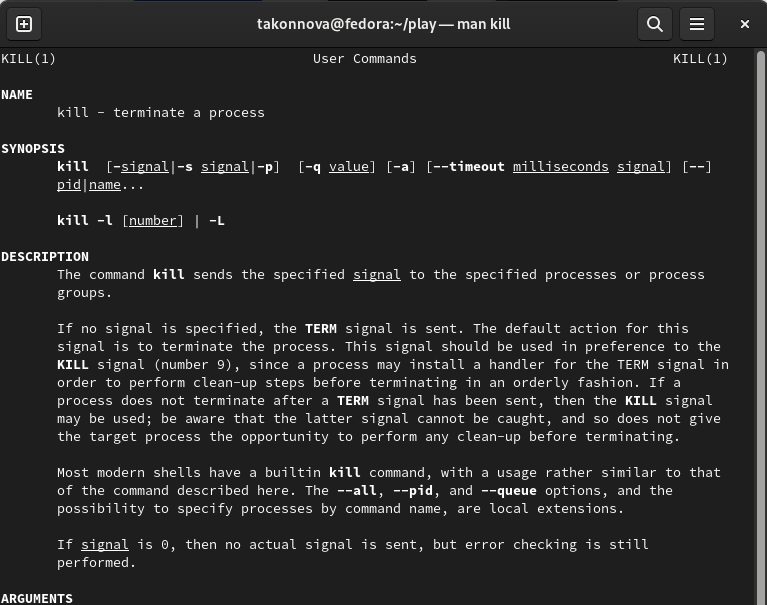 takonnova@fedora:~/play — man kill
KILL(1) User Commands KILL(1)
NAME
kill - terminate a process
SYNOPSIS
kill [-signal|-s signal|-p] [-q value] [-a] [--timeout milliseconds signal] [--]
pid|name...
kill -l [number] | -L
DESCRIPTION
The command kill sends the specified signal to the specified processes or process
groups.
If no signal is specified, the TERM signal is sent. The default action for this
signal is to terminate the process. This signal should be used in preference to the
KILL signal (number 9), since a process may install a handler for the TERM signal in
order to perform clean-up steps before terminating in an orderly fashion. If a
process does not terminate after a TERM signal has been sent, then the KILL signal
may be used; be aware that the latter signal cannot be caught, and so does not give
the target process the opportunity to perform any clean-up before terminating.
Most modern shells have a builtin kill command, with a usage rather similar to that
of the command described here. The --all, --pid, and --queue options, and the
possibility to specify processes by command name, are local extensions.
If signal is 0, then no actual signal is sent, but error checking is still
performed.
ARGUMENTS